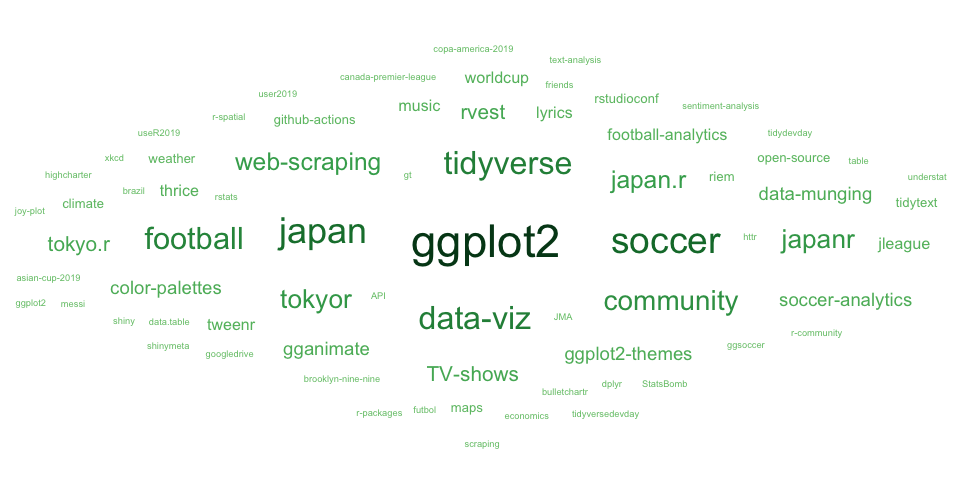 copa-america-2019
text-analysis
canada-premier-league worldcup friends
user2019 music rvest lyrics rstudioconf sentiment-analysis
r-spatial github-actions
useR2019 football-analytics tidydevday
xkcd weather web-scraping tidyverse open-source table
highcharter gt japan.r riem understat
brazil thrice rstats data-munging tidytext
joy-plot climate
tokyo.r football japan ggplot2 soccer httr japanr jleague
asian-cup-2019 color-palettes
ggplot2 messi tokyor API community soccer-analytics
shiny data.table tweenr data-viz JMA r-community
shinymeta googledrive gganimate ggplot2-themes ggsoccer
brooklyn-nine-nine TV-shows bulletchartr dplyr StatsBomb
r-packages futbol maps economics tidyversedevday
scraping